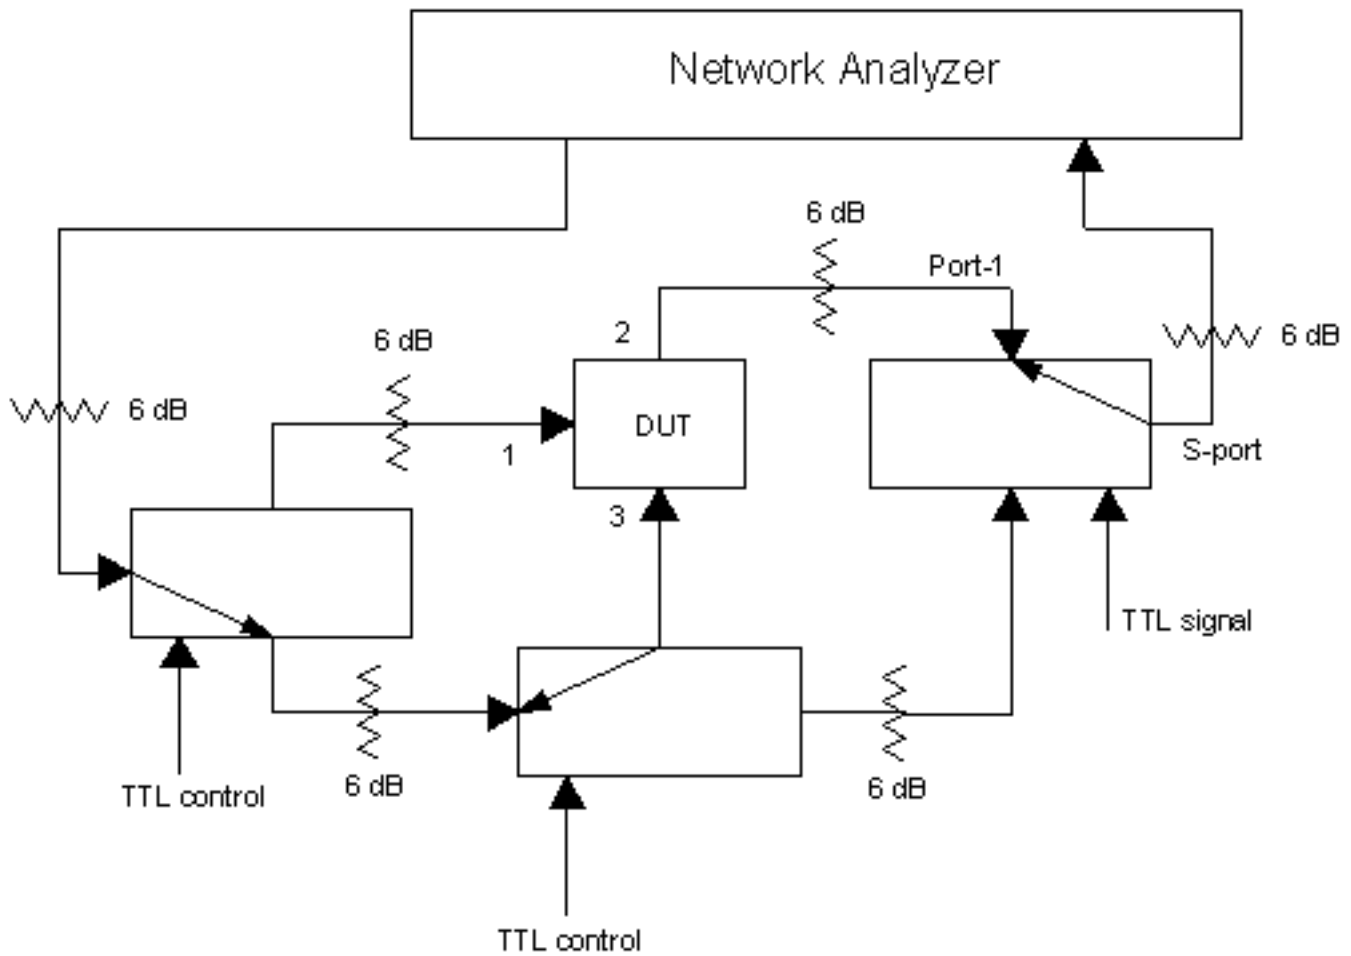 Network Analyzer
6 dB
Port-1
6 dB
2
6 dB
6 dB
DUT
1
S-port
3
TTL signal
TTL control
6 dB
6 dB
TTL control